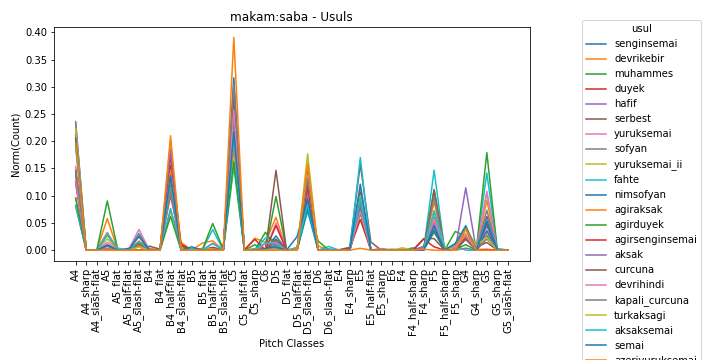 makam:saba - Usuls
Norm(Count)
0.40
0.35
0.30
0.25
0.20
0.15
0.10
0.05
0.00
A4
A4_sharp
A4_slash-flat
A5
A5_flat
A5_half-flat
A5_slash-flat
B4
B4_flat
B4_half-flat
B4_slash-flat
B5
B5_flat
B5_half-flat
B5_slash-flat
C5
C5_half-flat
C5_sharp
C6
D5
D5_flat
D5_half-flat
D5_slash-flat
D6
D6_slash-flat
E4
E4_sharp
E5
E5_half-flat
E5_sharp
E6
F4
F4_half-sharp
F4_sharp
F5
F5_half-sharp
F5_sharp
G4
G4_sharp
G5
G5_sharp
G5_slash-flat
Pitch Classes
usul
senginsemai
devrikebir
muhammes
duyek
hafif
serbest
yuruksemai
sofyan
yuruksemai_ii
fahte
nimsofyan
agiraksak
agirduyek
agirsenginsemai
aksak
curcuna
devrihindi
kapali_curcuna
turkaksagi
aksaksemai
semai